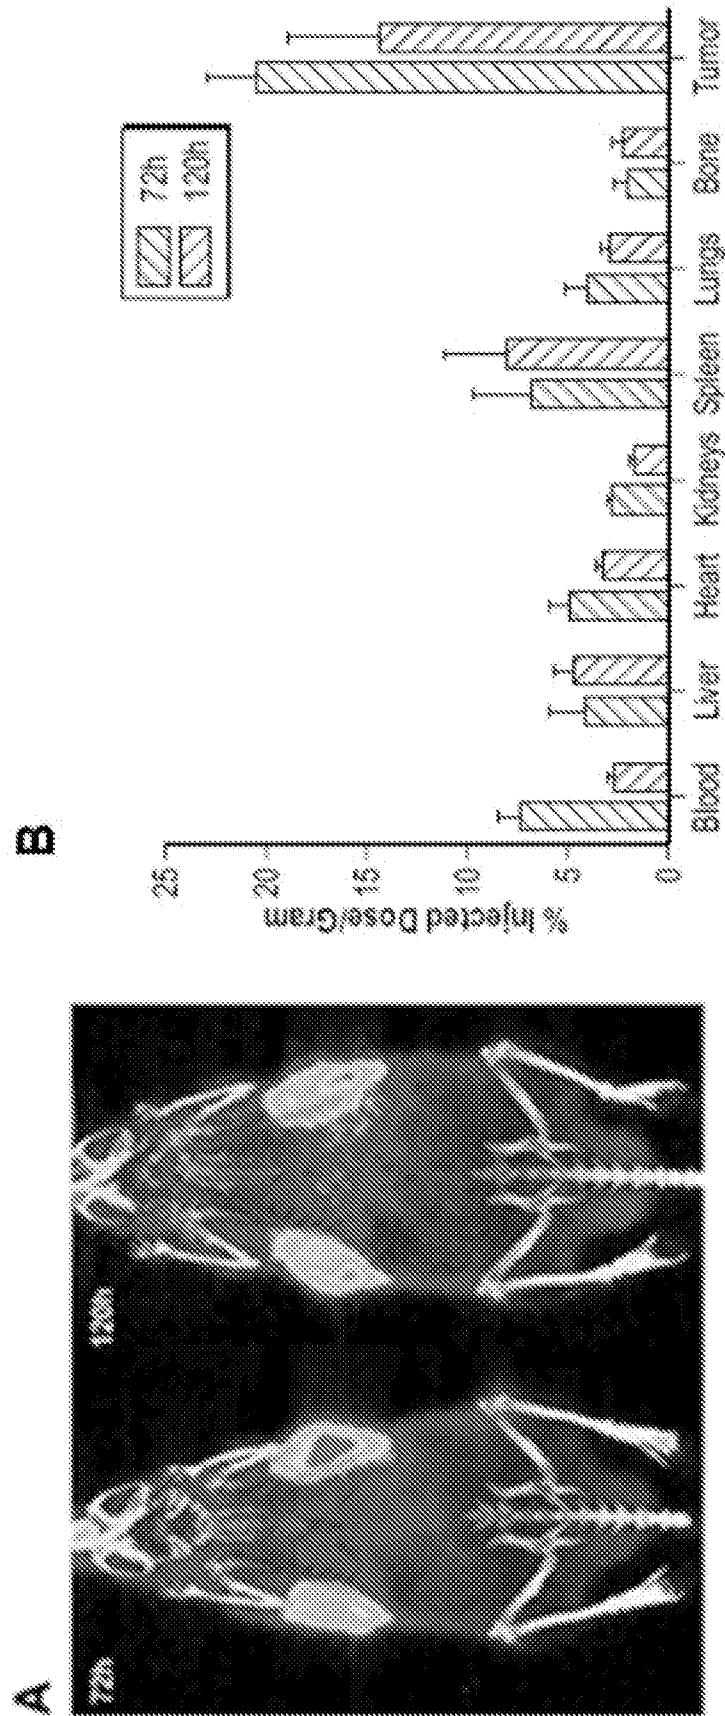 A
72h
120h
B
% Injected Dose/Gram
25
20
15
10
5
0
Blood
Liver
Heart
Kidneys
Spleen
Lungs
Bone
Tumor
72h
120h